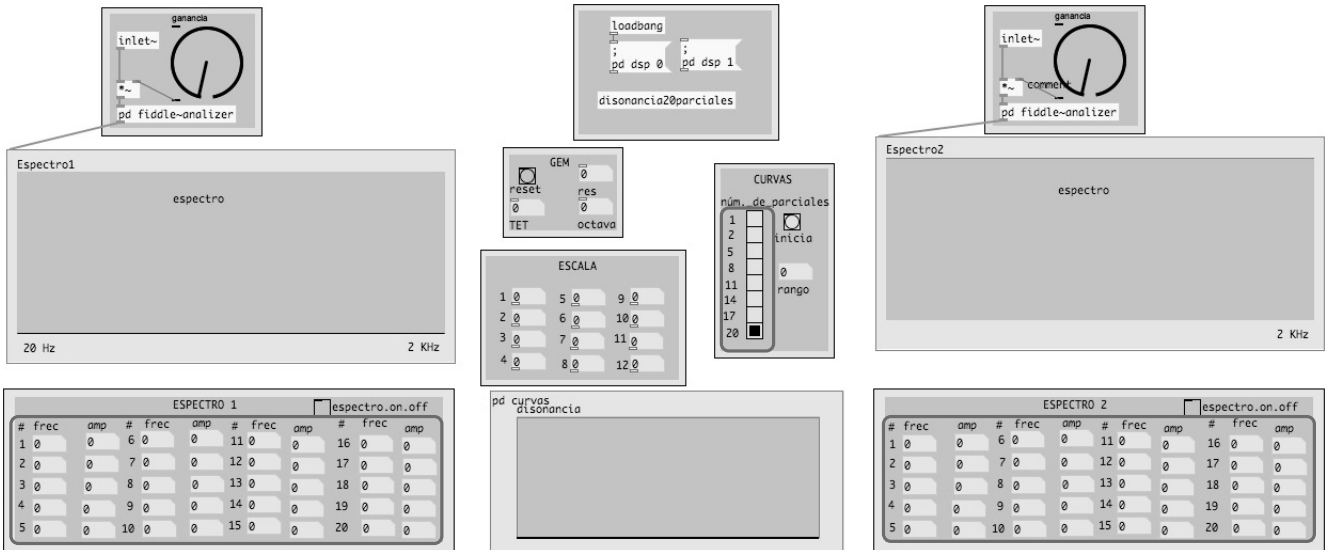 ganancia
inlet~
*~
pd fiddle~analizer
Espectro1
espectro
20 Hz 2 KHz
loadbang
; ;
pd dsp 0 pd dsp 1
disonancia20parciales
GEM
0
reset res
0 0
TET octava
CURVAS
núm. de parciales
1
2 inicia
5
8 0
11 rango
14
17
20
ESCALA
1 0 5 0 9 0
2 0 6 0 10 0
3 0 7 0 11 0
4 0 8 0 12 0
ganancia
inlet~
*~ comment
pd fiddle~analizer
Espectro2
espectro
2 KHz
ESPECTRO 1 espectro.on.off
# frec amp # frec amp # frec amp # frec amp
1 0 0 6 0 0 11 0 0 16 0 0
2 0 0 7 0 0 12 0 0 17 0 0
3 0 0 8 0 0 13 0 0 18 0 0
4 0 0 9 0 0 14 0 0 19 0 0
5 0 0 10 0 0 15 0 0 20 0 0
pd curvas
disonancia
ESPECTRO 2 espectro.on.off
# frec amp # frec amp # frec amp # frec amp
1 0 0 6 0 0 11 0 0 16 0 0
2 0 0 7 0 0 12 0 0 17 0 0
3 0 0 8 0 0 13 0 0 18 0 0
4 0 0 9 0 0 14 0 0 19 0 0
5 0 0 10 0 0 15 0 0 20 0 0